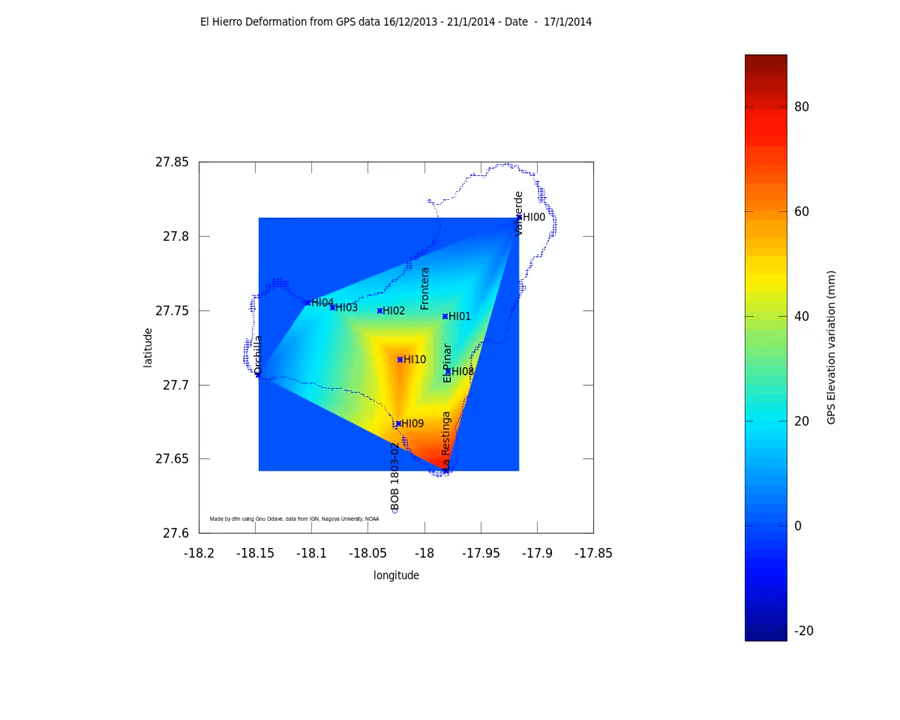 El Hierro Deformation from GPS data 16/12/2013 - 21/1/2014 - Date - 17/1/2014
27.85
27.8
27.75
27.7
27.65
27.6
latitude
-18.2
-18.15
-18.1
-18.05
-18
-17.95
-17.9
-17.85
longitude
Valverde
HI00
Frontera
HI04
HI03
HI02
HI01
Orchilla
HI10
El Pinar
HI08
HI09
La Restinga
BOB 1803-02
Made by dfm using Gnu Octave, data from IGN, Nagoya University, NOAA
80
60
40
20
0
-20
GPS Elevation variation (mm)